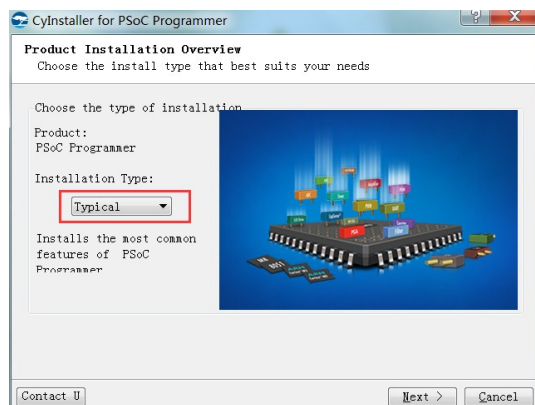 CyInstaller for PSoC Programmer
Product Installation Overview
Choose the install type that best suits your needs
Choose the type of installation
Product:
PSoC Programmer
Installation Type:
Typical
Installs the most common
features of PSoC
Programmer
Contact U
Next >
Cancel